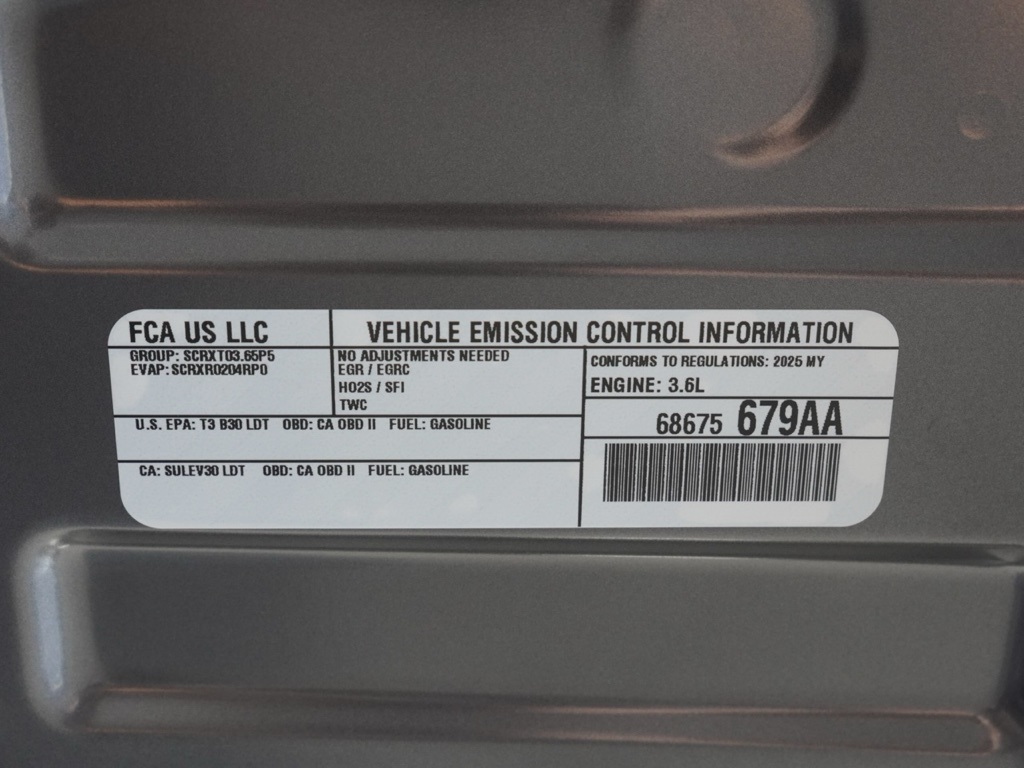 FCA US LLC
VEHICLE EMISSION CONTROL INFORMATION
GROUP: SCRXT03.65P5
EVAP: SCRXR0204RP0
NO ADJUSTMENTS NEEDED
EGR / EGRC
HO2S / SFI
TWC
CONFORMS TO REGULATIONS: 2025 MY
ENGINE: 3.6L
68675 679AA
U.S. EPA: T3 B30 LDT OBD: CA OBD II FUEL: GASOLINE
CA: SULEV30 LDT OBD: CA OBD II FUEL: GASOLINE